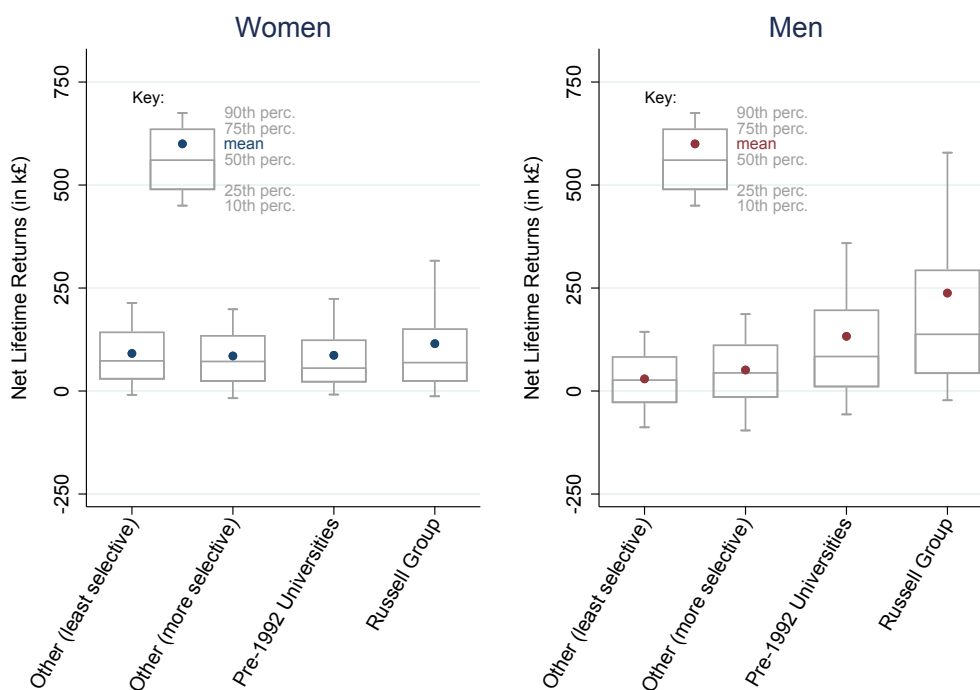 Women
Net Lifetime Returns (in k£)
750
500
250
0
-250
Key:
90th perc.
75th perc.
mean
50th perc.
25th perc.
10th perc.
Other (least selective)
Other (more selective)
Pre-1992 Universities
Russell Group
Men
Net Lifetime Returns (in k£)
750
500
250
0
-250
Key:
90th perc.
75th perc.
mean
50th perc.
25th perc.
10th perc.
Other (least selective)
Other (more selective)
Pre-1992 Universities
Russell Group